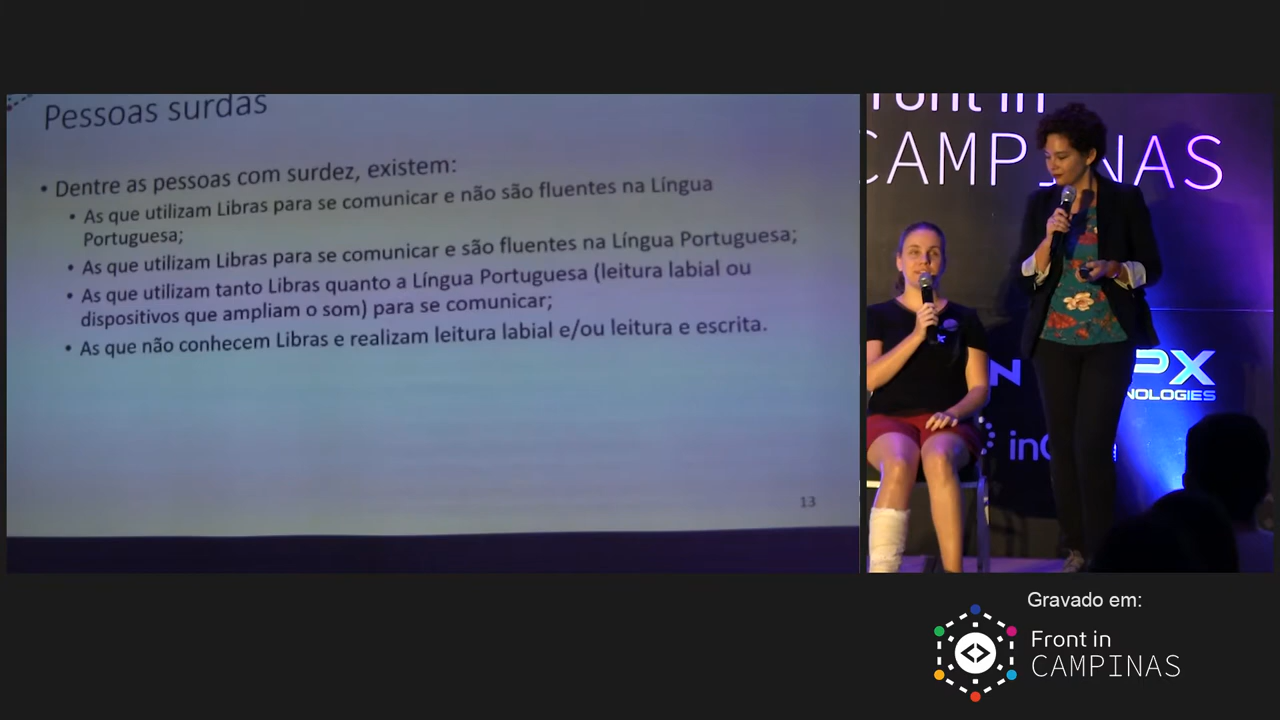 Pessoas surdas
• Dentre as pessoas com surdez, existem:
• As que utilizam Libras para se comunicar e não são fluentes na Língua
Portuguesa;
• As que utilizam Libras para se comunicar e são fluentes na Língua Portuguesa;
• As que utilizam tanto Libras quanto a Língua Portuguesa (leitura labial ou
dispositivos que ampliam o som) para se comunicar;
• As que não conhecem Libras e realizam leitura labial e/ou leitura e escrita.
13
Front in
CAMPINAS
N
PX
NOLOGIES
in
Gravado em:
Front in
CAMPINAS